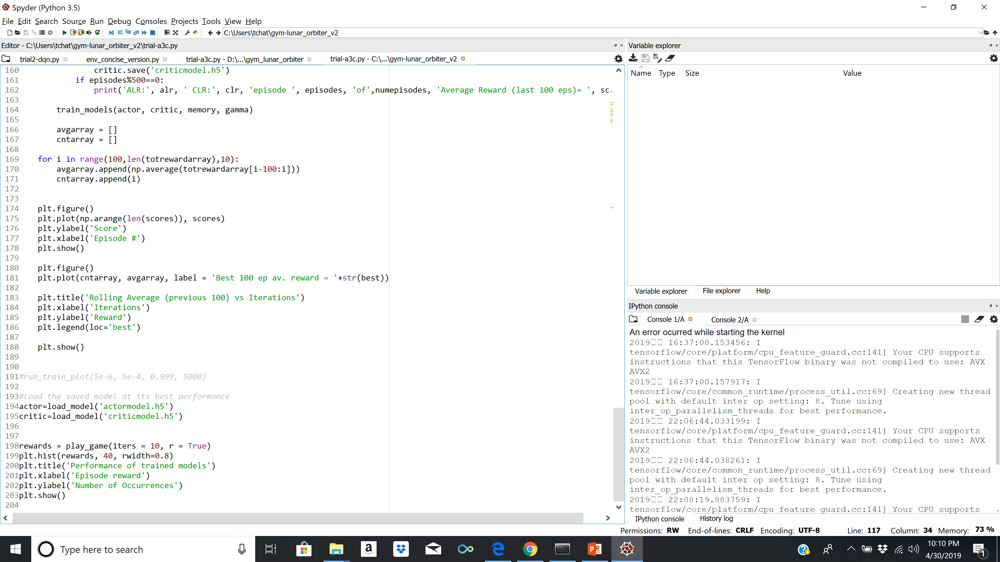 Spyder (Python 3.5)
File Edit Search Source Run Debug Consoles Projects Tools View Help
C:\Users\tchat\gym-lunar_orbiter_v2
Editor - C:\Users\tchat\gym-lunar_orbiter_v2\trial-a3c.py
trial2-dqn.py env_concise_version.py trial-a3c.py - D:\...\gym_lunar_orbiter trial-a3c.py - C:\...\gym-lunar_orbiter_v2
160 critic.save('criticmodel.h5')
161 if episodes%500==0:
162 print('ALR:', alr, ' CLR:', clr, 'episode ', episodes, 'of',numepisodes, 'Average Reward (last 100 eps)= ', sc
163
164 train_models(actor, critic, memory, gamma)
165
166 avgarray = []
167 cntarray = []
168
169 for i in range(100,len(totrewardarray),10):
170 avgarray.append(np.average(totrewardarray[i-100:i]))
171 cntarray.append(i)
172
173
174 plt.figure()
175 plt.plot(np.arange(len(scores)), scores)
176 plt.ylabel('Score')
177 plt.xlabel('Episode #')
178 plt.show()
179
180 plt.figure()
181 plt.plot(cntarray, avgarray, label = 'Best 100 ep av. reward = '+str(best))
182
183 plt.title('Rolling Average (previous 100) vs Iterations')
184 plt.xlabel('Iterations')
185 plt.ylabel('Reward')
186 plt.legend(loc='best')
187
188 plt.show()
189
190
191 #run_train_plot(5e-6, 5e-4, 0.999, 5000)
192
193 #Load the saved model at its best performance
194 actor=load_model('actormodel.h5')
195 critic=load_model('criticmodel.h5')
196
197
198 rewards = play_game(iters = 10, r = True)
199 plt.hist(rewards, 40, rwidth=0.8)
200 plt.title('Performance of trained models')
201 plt.xlabel('Episode reward')
202 plt.ylabel('Number of Occurrences')
203 plt.show()
204
Variable explorer
Name Type Size Value
Variable explorer File explorer Help
IPython console
Console 1/A Console 2/A
An error ocurred while starting the kernel
2019□□ 16:37:00.153456: I
tensorflow/core/platform/cpu_feature_guard.cc:141] Your CPU supports
instructions that this TensorFlow binary was not compiled to use: AVX
AVX2
2019□□ 16:37:00.157917: I
tensorflow/core/common_runtime/process_util.cc:69] Creating new thread
pool with default inter op setting: 8. Tune using
inter_op_parallelism_threads for best performance.
2019□□ 22:06:44.033199: I
tensorflow/core/platform/cpu_feature_guard.cc:141] Your CPU supports
instructions that this TensorFlow binary was not compiled to use: AVX
AVX2
2019□□ 22:06:44.038261: I
tensorflow/core/common_runtime/process_util.cc:69] Creating new thread
pool with default inter op setting: 8. Tune using
inter_op_parallelism_threads for best performance.
2019□□ 22:08:19.883759: I
tensorflow/core/platform/cpu feature guard.cc:141] Your CPU supports
IPython console History log
Permissions: RW End-of-lines: CRLF Encoding: UTF-8 Line: 117 Column: 34 Memory: 73 %
Type here to search
10:10 PM
4/30/2019
1